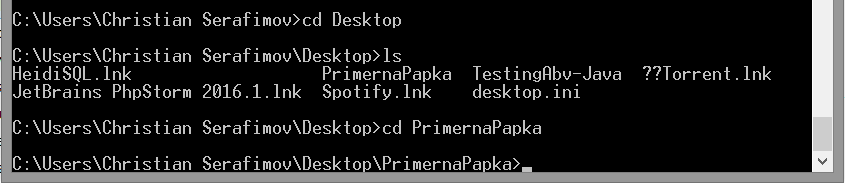 C:\Users\Christian Serafimov>cd Desktop
C:\Users\Christian Serafimov\Desktop>ls
HeidiSQL.lnk PrimernaPapka TestingAbv-Java ??Torrent.lnk
JetBrains PhpStorm 2016.1.lnk Spotify.lnk desktop.ini
C:\Users\Christian Serafimov\Desktop>cd PrimernaPapka
C:\Users\Christian Serafimov\Desktop\PrimernaPapka>_